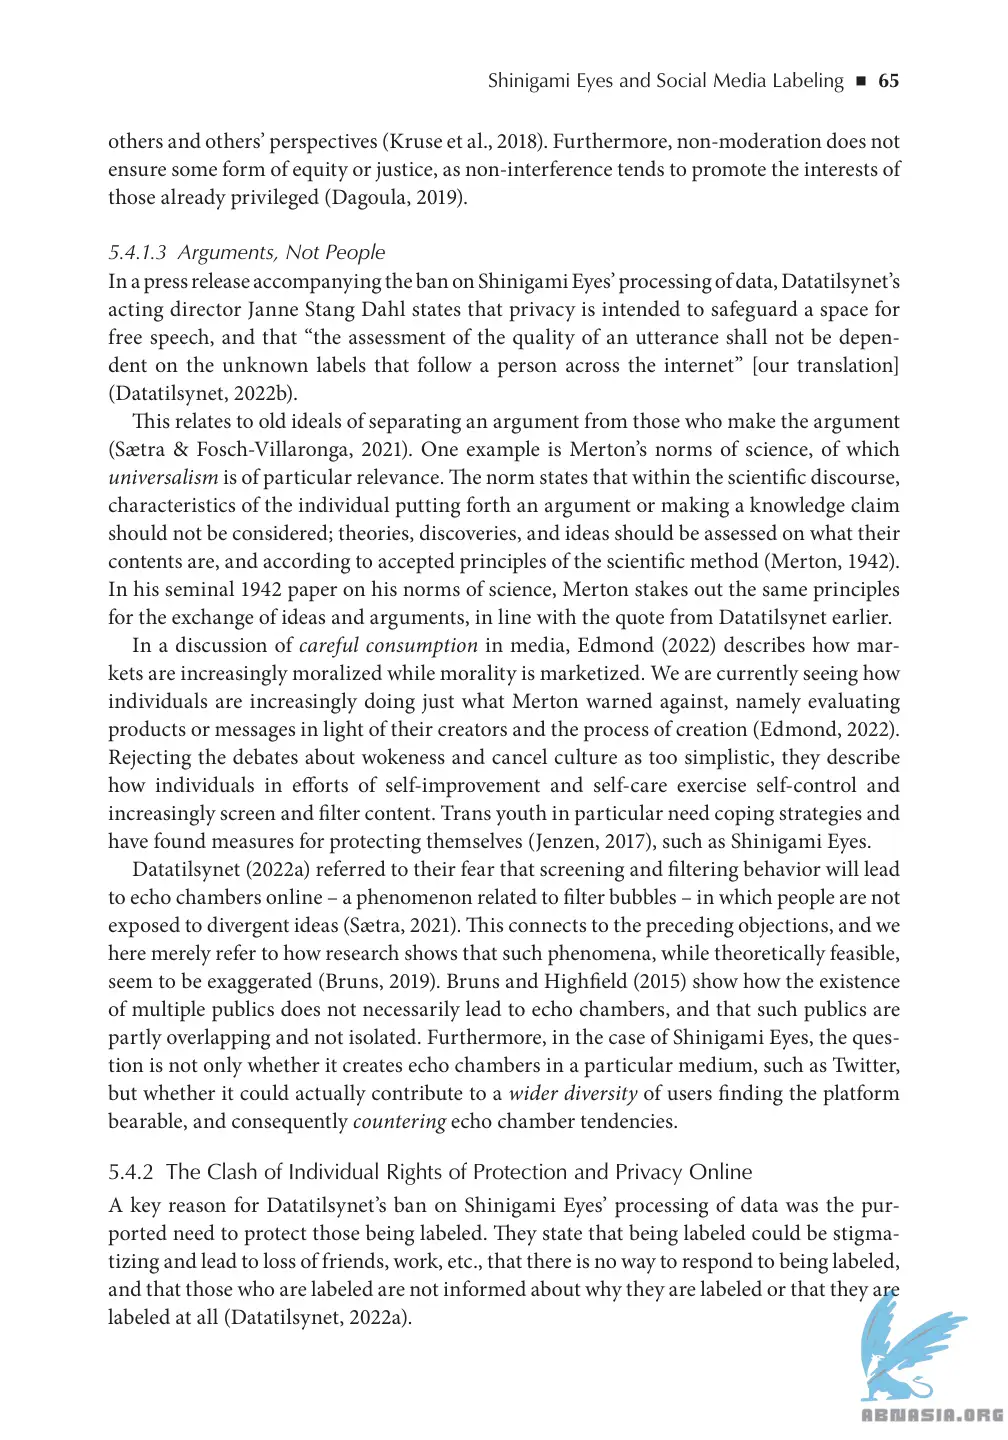 Shinigami Eyes and Social Media Labeling ■ 65
others and others’ perspectives (Kruse et al., 2018). Furthermore, non-moderation does not
ensure some form of equity or justice, as non-interference tends to promote the interests of
those already privileged (Dagoula, 2019).
5.4.1.3 Arguments, Not People
In a press release accompanying the ban on Shinigami Eyes’ processing of data, Datatilsynet’s
acting director Janne Stang Dahl states that privacy is intended to safeguard a space for
free speech, and that “the assessment of the quality of an utterance shall not be depen-
dent on the unknown labels that follow a person across the internet” [our translation]
(Datatilsynet, 2022b).
This relates to old ideals of separating an argument from those who make the argument
(Sætra & Fosch-Villaronga, 2021). One example is Merton’s norms of science, of which
universalism is of particular relevance. The norm states that within the scientific discourse,
characteristics of the individual putting forth an argument or making a knowledge claim
should not be considered; theories, discoveries, and ideas should be assessed on what their
contents are, and according to accepted principles of the scientific method (Merton, 1942).
In his seminal 1942 paper on his norms of science, Merton stakes out the same principles
for the exchange of ideas and arguments, in line with the quote from Datatilsynet earlier.
In a discussion of careful consumption in media, Edmond (2022) describes how mar-
kets are increasingly moralized while morality is marketized. We are currently seeing how
individuals are increasingly doing just what Merton warned against, namely evaluating
products or messages in light of their creators and the process of creation (Edmond, 2022).
Rejecting the debates about wokeness and cancel culture as too simplistic, they describe
how individuals in efforts of self-improvement and self-care exercise self-control and
increasingly screen and filter content. Trans youth in particular need coping strategies and
have found measures for protecting themselves (Jenzen, 2017), such as Shinigami Eyes.
Datatilsynet (2022a) referred to their fear that screening and filtering behavior will lead
to echo chambers online – a phenomenon related to filter bubbles – in which people are not
exposed to divergent ideas (Sætra, 2021). This connects to the preceding objections, and we
here merely refer to how research shows that such phenomena, while theoretically feasible,
seem to be exaggerated (Bruns, 2019). Bruns and Highfield (2015) show how the existence
of multiple publics does not necessarily lead to echo chambers, and that such publics are
partly overlapping and not isolated. Furthermore, in the case of Shinigami Eyes, the ques-
tion is not only whether it creates echo chambers in a particular medium, such as Twitter,
but whether it could actually contribute to a wider diversity of users finding the platform
bearable, and consequently countering echo chamber tendencies.
5.4.2 The Clash of Individual Rights of Protection and Privacy Online
A key reason for Datatilsynet’s ban on Shinigami Eyes’ processing of data was the pur-
ported need to protect those being labeled. They state that being labeled could be stigma-
tizing and lead to loss of friends, work, etc., that there is no way to respond to being labeled,
and that those who are labeled are not informed about why they are labeled or that they are
labeled at all (Datatilsynet, 2022a).
ABNASIA.ORG